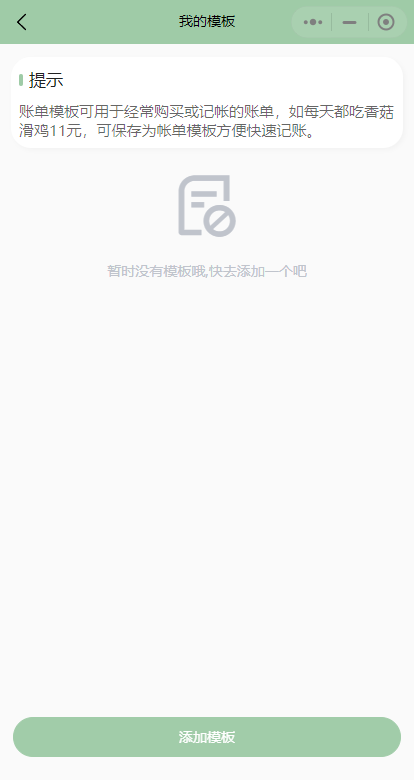 我的模板
提示
账单模板可用于经常购买或记帐的账单，如每天都吃香菇
滑鸡11元，可保存为帐单模板方便快速记账。
暂时没有模板哦,快去添加一个吧
添加模板